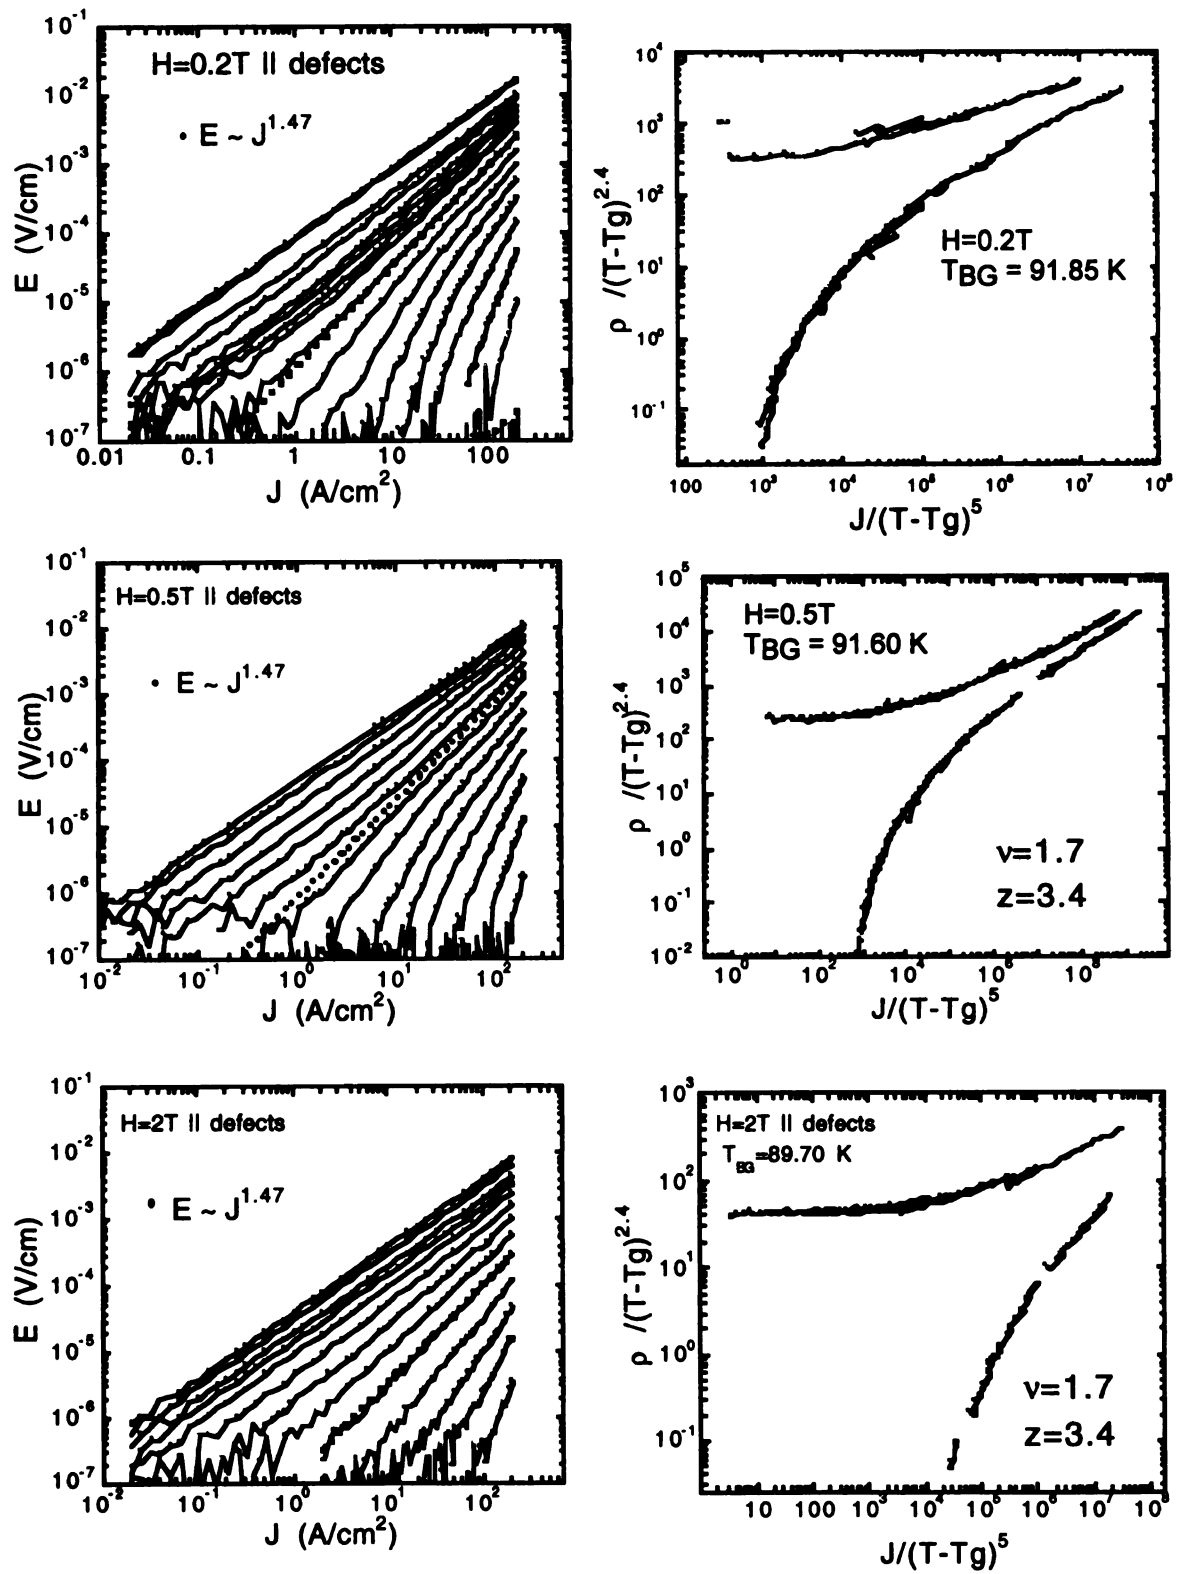 10^-1
H=0.2T || defects
10^-2
• E ~ J^1.47
10^-3
E (V/cm)
10^-4
10^-5
10^-6
10^-7
0.01 0.1 1 10 100
J (A/cm^2)
10^4
10^3
10^2
ρ /(T-Tg)^2.4
H=0.2T
10^1
T_BG = 91.85 K
10^0
10^-1
100 10^3 10^4 10^5 10^6 10^7 10^8
J/(T-Tg)^5
10^-1
H=0.5T || defects
10^-2
• E ~ J^1.47
10^-3
E (V/cm)
10^-4
10^-5
10^-6
10^-7
10^-2 10^-1 10^0 10^1 10^2
J (A/cm^2)
10^5
H=0.5T
10^4
T_BG = 91.60 K
10^3
ρ /(T-Tg)^2.4
10^2
10^1
10^0
ν=1.7
10^-1
z=3.4
10^-2
10^0 10^2 10^4 10^6 10^8
J/(T-Tg)^5
10^-1
H=2T || defects
10^-2
• E ~ J^1.47
10^-3
E (V/cm)
10^-4
10^-5
10^-6
10^-7
10^-2 10^-1 10^0 10^1 10^2
J (A/cm^2)
10^3
H=2T || defects
T_BG=89.70 K
10^2
ρ /(T-Tg)^2.4
10^1
10^0
ν=1.7
10^-1
z=3.4
10 100 10^3 10^4 10^5 10^6 10^7 10^8
J/(T-Tg)^5